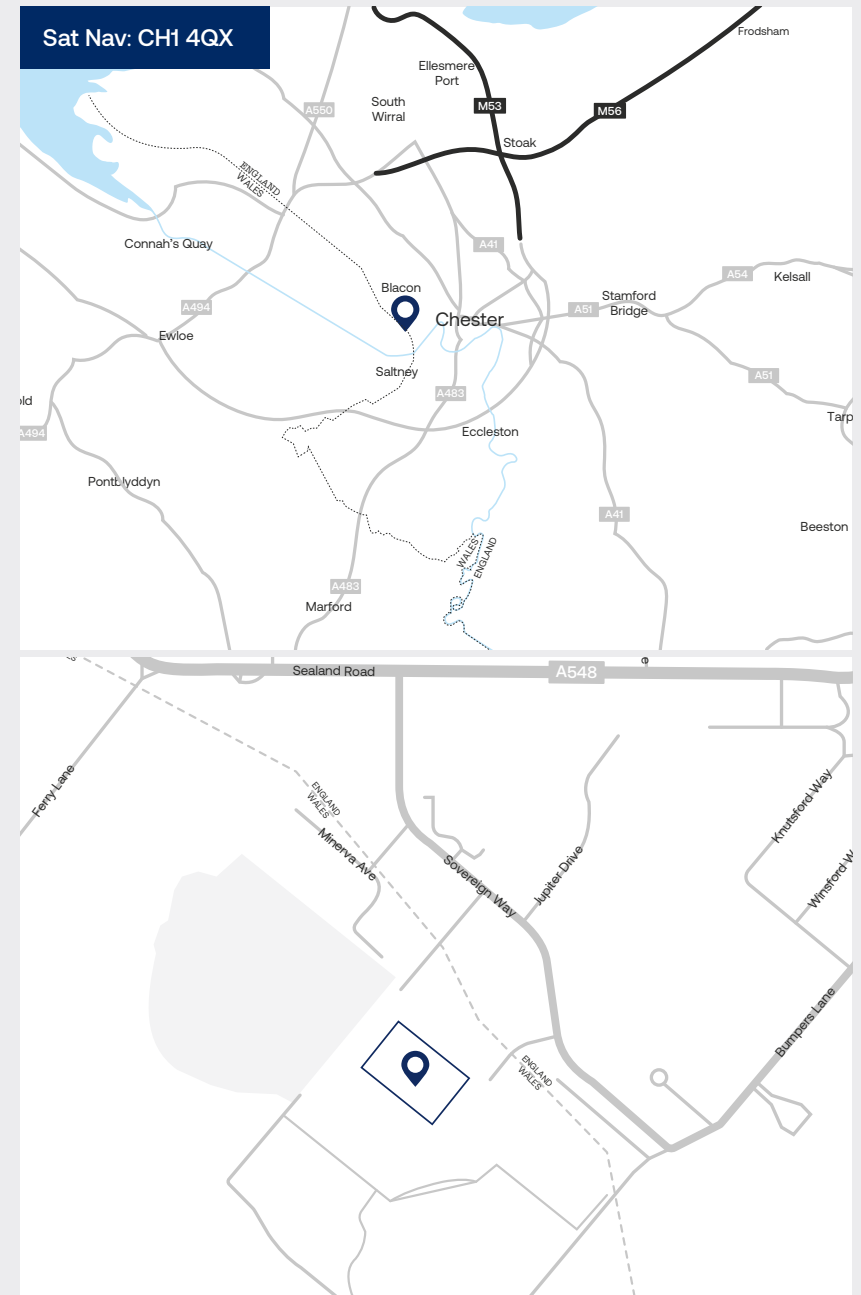 Sat Nav: CH1 4QX
Frodsham
Ellesmere
Port
South
Wirral
A550
M53
M56
Stoak
ENGLAND
WALES
Connah's Quay
A41
Blacon
A54
Kelsall
Stamford
Bridge
A494
A51
Chester
Ewloe
Saltney
A51
A483
old
Tarp
A494
Eccleston
Pontblyddyn
A41
Beeston
WALES
ENGLAND
A483
Marford
Sealand Road
A548
Ferry Lane
ENGLAND
WALES
Minerva Ave
Sovereign Way
Jupiter Drive
Knutsford Way
Winsford W
Bumpers Lane
ENGLAND
WALES